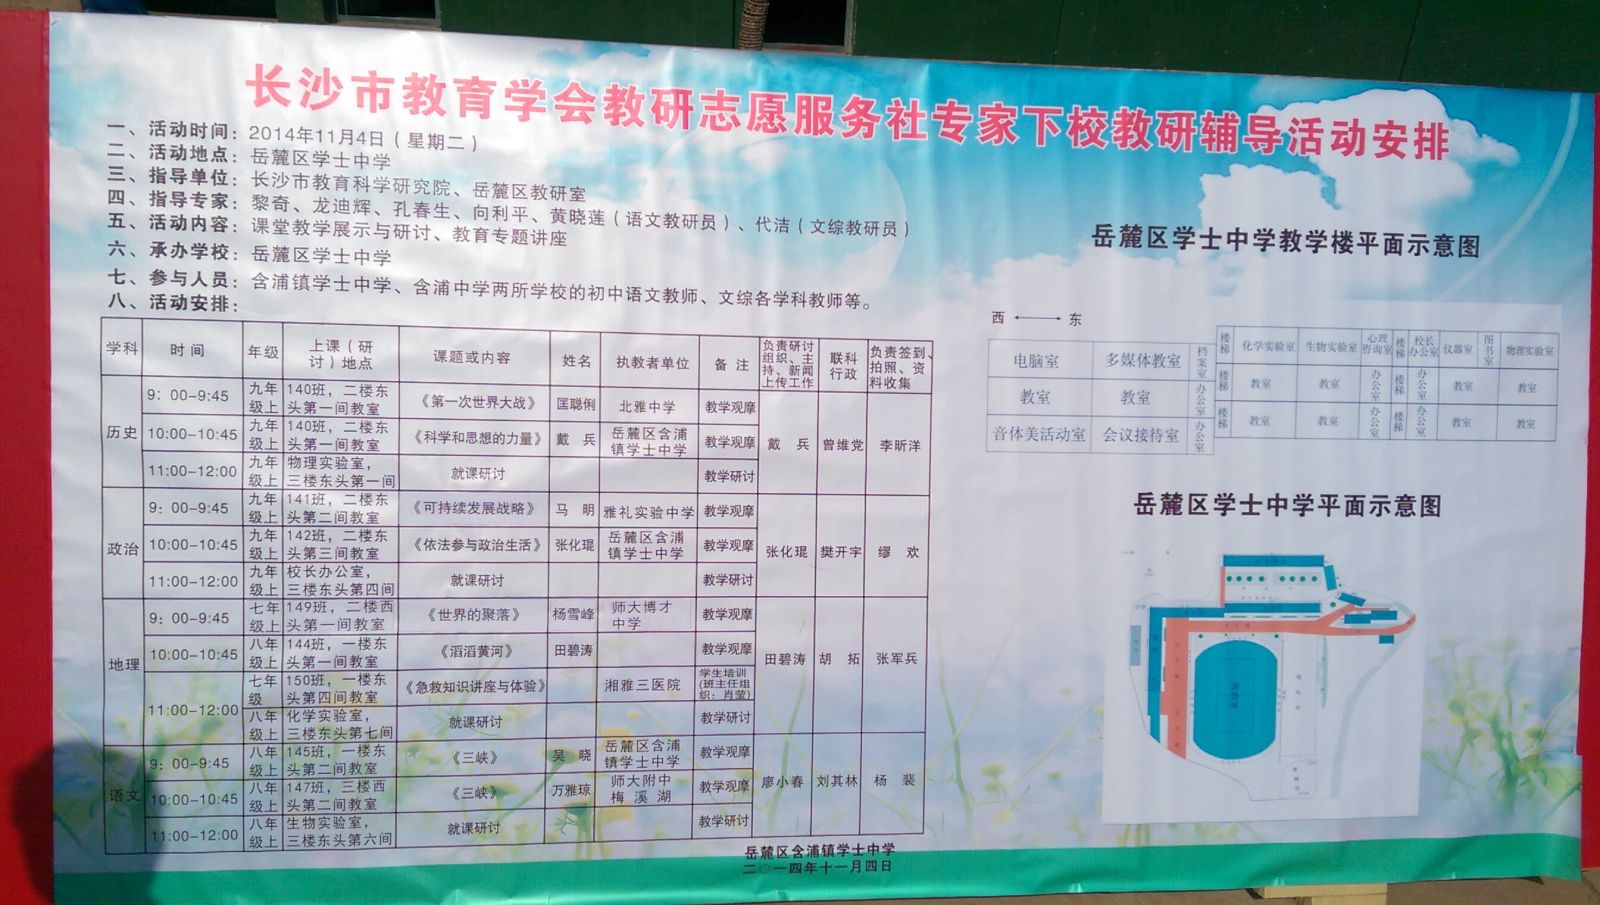 长沙市教育学会教研志愿服务社专家下校教研辅导活动安排
一、活动时间：2014年11月4日（星期二）
二、活动地点：岳麓区学士中学
三、指导单位：长沙市教育科学研究院、岳麓区教研室
四、指导专家：黎奇、龙迪辉、孔春生、向利平、黄晓莲（语文教研员）、代洁（文综教研员）
五、活动内容：课堂教学展示与研讨、教育专题讲座
六、承办学校：岳麓区学士中学
七、参与人员：含浦镇学士中学、含浦中学两所学校的初中语文教师、文综各学科教师等。
八、活动安排：
学科 时间 年级 上课（研讨）地点 课题或内容 姓名 执教者单位 备注 负责研讨组织、主持、新闻上传工作 联科行政 负责签到、拍照、资料收集
历史 9：00-9:45 九年级上 140班，二楼东头第一间教室 《第一次世界大战》 匡聪俐 北雅中学 教学观摩 戴兵 曾维党 李昕洋
10:00-10:45 九年级上 140班，二楼东头第一间教室 《科学和思想的力量》 戴兵 岳麓区含浦镇学士中学 教学观摩
11:00-12:00 九年级上 物理实验室，三楼东头第一间 就课研讨 教学研讨
政治 9：00-9:45 九年级上 141班，二楼东头第二间教室 《可持续发展战略》 马明 雅礼实验中学 教学观摩 张化琨 樊开宇 缪欢
10:00-10:45 九年级上 142班，二楼东头第三间教室 《依法参与政治生活》 张化琨 岳麓区含浦镇学士中学 教学观摩
11:00-12:00 九年级上 校长办公室，三楼东头第四间 就课研讨 教学研讨
地理 9：00-9:45 七年级上 149班，二楼西头第一间教室 《世界的聚落》 杨雪峰 师大博才中学 教学观摩 田碧涛 胡拓 张军兵
10:00-10:45 八年级上 144班，一楼东头第一间教室 《滔滔黄河》 田碧涛 教学观摩
11:00-12:00 七年级 150班，一楼东头第四间教室 《急救知识讲座与体验》 湘雅三医院 学生培训（班主任组织：肖莹）
八年级上 化学实验室，三楼东头第七间 就课研讨 教学研讨
语文 9：00-9:45 八年级上 145班，一楼东头第二间教室 《三峡》 吴晓 岳麓区含浦镇学士中学 教学观摩 廖小春 刘其林 杨裴
10:00-10:45 八年级上 147班，三楼西头第二间教室 《三峡》 万雅琼 师大附中梅溪湖 教学观摩
11:00-12:00 八年级上 生物实验室，三楼东头第六间 就课研讨 教学研讨
岳麓区含浦镇学士中学
二〇一四年十一月四日
岳麓区学士中学教学楼平面示意图
西 东
电脑室 多媒体教室 档案室 楼梯 化学实验室 生物实验室 心理咨询室 楼梯 校长办公室 仪器室 图书室 物理实验室
教室 教室 办公室 楼梯 教室 教室 办公室 楼梯 办公室 教室 教室
音体美活动室 会议接待室 办公室 楼梯 教室 教室 办公室 楼梯 办公室 教室 教室
岳麓区学士中学平面示意图